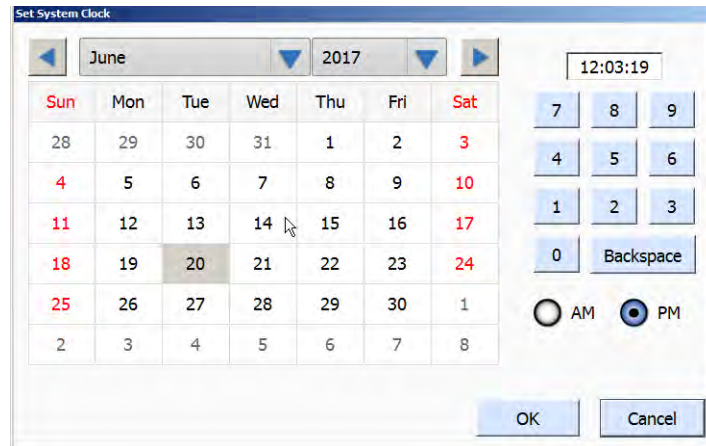 Set System Clock
June 2017
12:03:19
Sun Mon Tue Wed Thu Fri Sat
28 29 30 31 1 2 3
4 5 6 7 8 9 10
11 12 13 14 15 16 17
18 19 20 21 22 23 24
25 26 27 28 29 30 1
2 3 4 5 6 7 8
7 8 9
4 5 6
1 2 3
0 Backspace
AM PM
OK Cancel